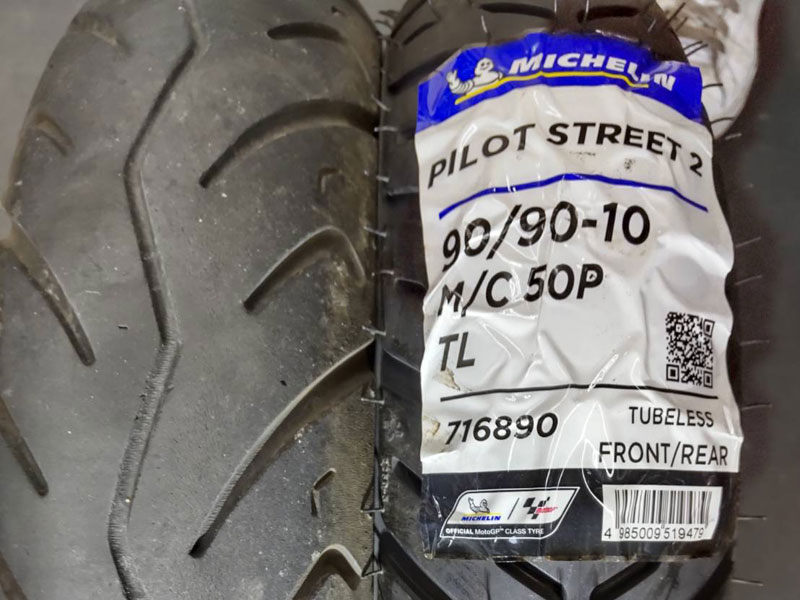 MICHELIN
PILOT STREET 2
90/90-10
M/C 50P
TL
716890
TUBELESS
FRONT/REAR
MICHELIN
OFFICIAL MotoGP™ CLASS TYRE
4 985009 519479